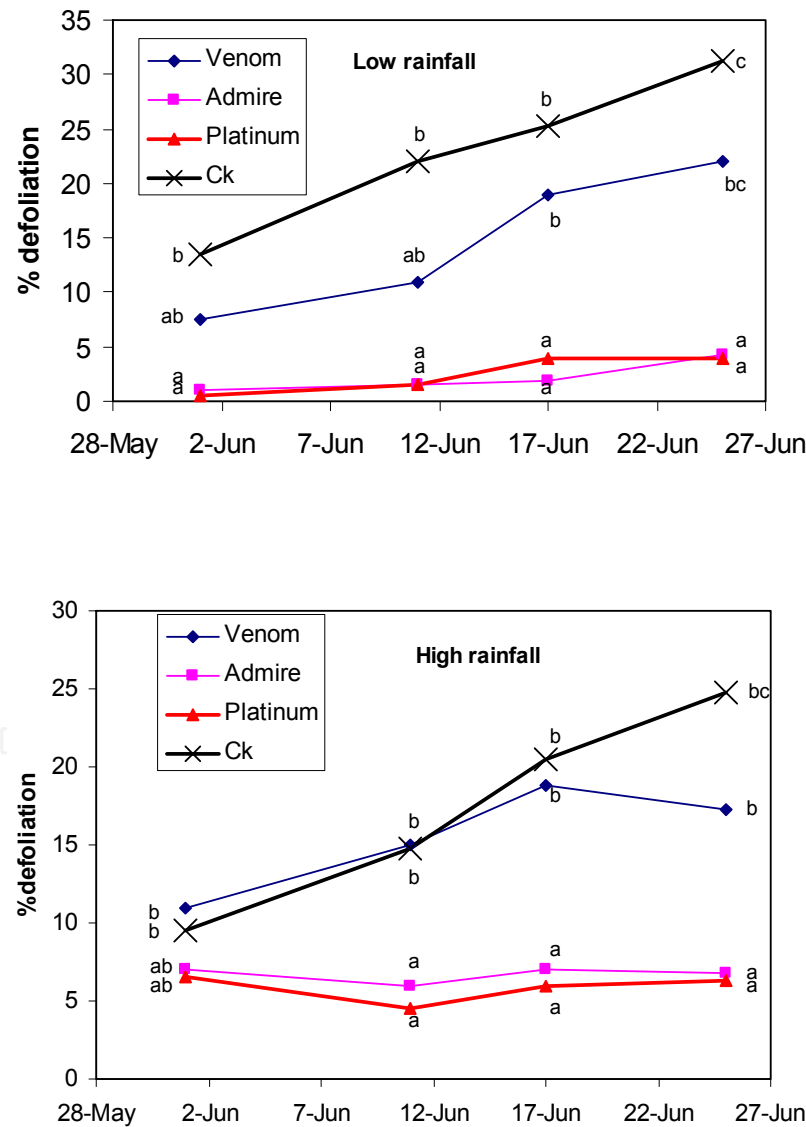 35
30
25
20
15
10
5
0
% defoliation
Venom
Admire
Platinum
Ck
Low rainfall
b
ab
a
a
b
ab
a
a
b
b
a
a
c
bc
a
a
28-May 2-Jun 7-Jun 12-Jun 17-Jun 22-Jun 27-Jun
30
25
20
15
10
5
0
%defoliation
Venom
Admire
Platinum
Ck
High rainfall
b
b
ab
ab
b
b
a
a
b
b
a
a
bc
b
a
a
28-May 2-Jun 7-Jun 12-Jun 17-Jun 22-Jun 27-Jun